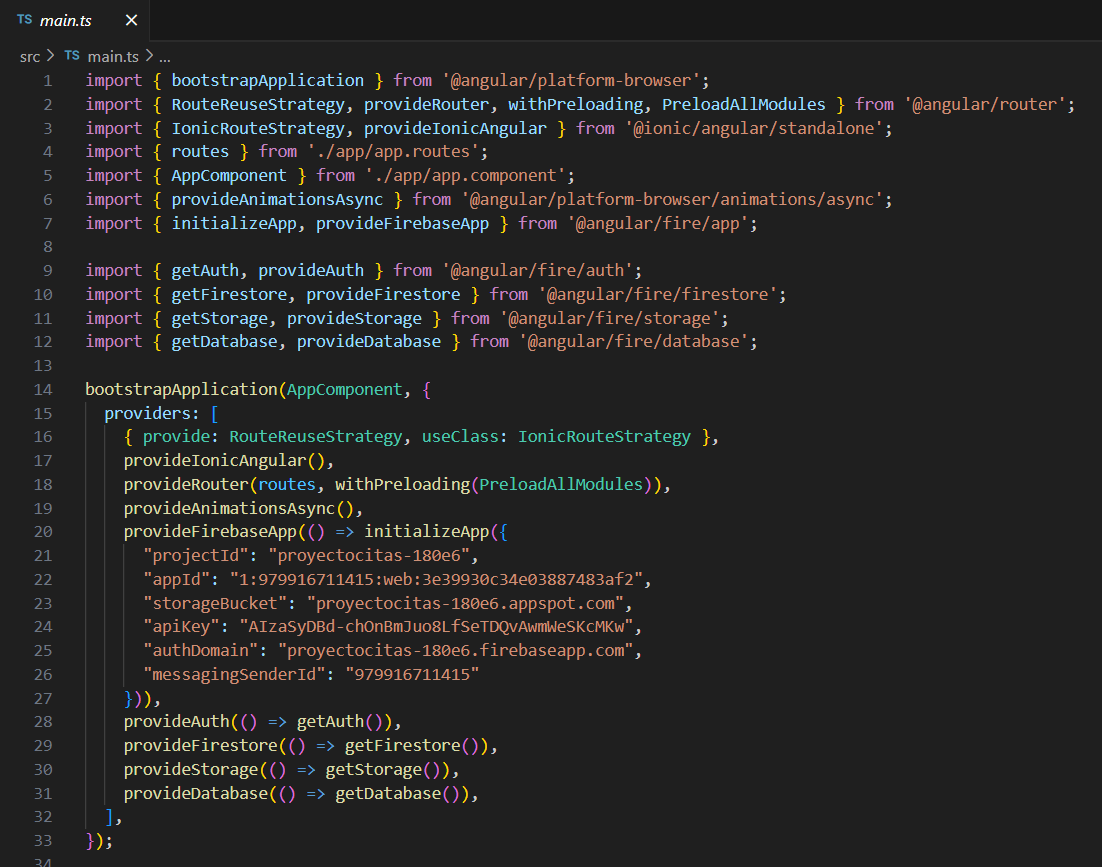 TS main.ts ×
src > TS main.ts > ...
1 import { bootstrapApplication } from '@angular/platform-browser';
2 import { RouteReuseStrategy, provideRouter, withPreloading, PreloadAllModules } from '@angular/router';
3 import { IonicRouteStrategy, provideIonicAngular } from '@ionic/angular/standalone';
4 import { routes } from './app/app.routes';
5 import { AppComponent } from './app/app.component';
6 import { provideAnimationsAsync } from '@angular/platform-browser/animations/async';
7 import { initializeApp, provideFirebaseApp } from '@angular/fire/app';
8
9 import { getAuth, provideAuth } from '@angular/fire/auth';
10 import { getFirestore, provideFirestore } from '@angular/fire/firestore';
11 import { getStorage, provideStorage } from '@angular/fire/storage';
12 import { getDatabase, provideDatabase } from '@angular/fire/database';
13
14 bootstrapApplication(AppComponent, {
15   providers: [
16     { provide: RouteReuseStrategy, useClass: IonicRouteStrategy },
17     provideIonicAngular(),
18     provideRouter(routes, withPreloading(PreloadAllModules)),
19     provideAnimationsAsync(),
20     provideFirebaseApp(() => initializeApp({
21       "projectId": "proyectocitas-180e6",
22       "appId": "1:979916711415:web:3e39930c34e03887483af2",
23       "storageBucket": "proyectocitas-180e6.appspot.com",
24       "apiKey": "AIzaSyDBd-chOnBmJuo8LfSeTDQvAwmWeSKcMKw",
25       "authDomain": "proyectocitas-180e6.firebaseapp.com",
26       "messagingSenderId": "979916711415"
27     })),
28     provideAuth(() => getAuth()),
29     provideFirestore(() => getFirestore()),
30     provideStorage(() => getStorage()),
31     provideDatabase(() => getDatabase()),
32   ],
33 });
34